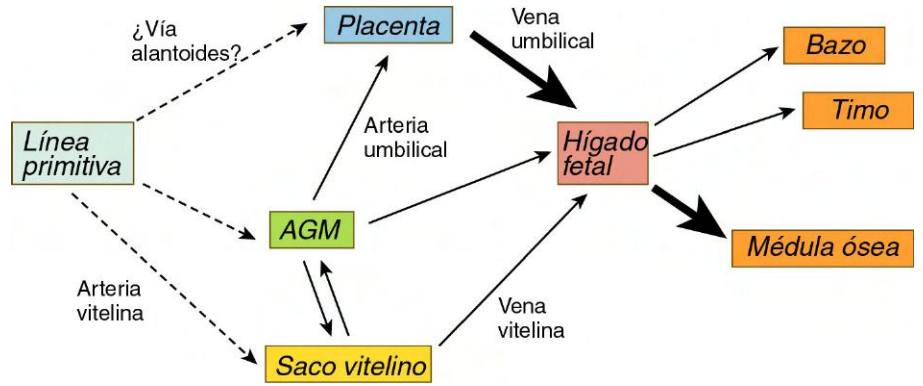 Placenta
Vena
umbilical
¿Vía
alantoides?
Bazo
Timo
Línea
primitiva
Arteria
umbilical
Hígado
fetal
AGM
Médula ósea
Arteria
vitelina
Vena
vitelina
Saco vitelino